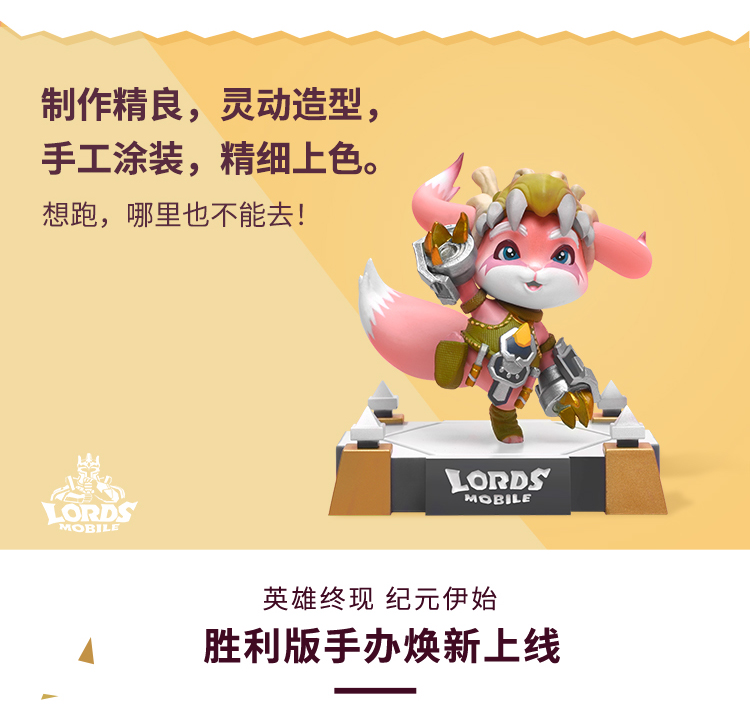 制作精良，灵动造型，
手工涂装，精细上色。
想跑，哪里也不能去！
LORDS
MOBILE
LORDS
MOBILE
英雄终现 纪元伊始
胜利版手办焕新上线